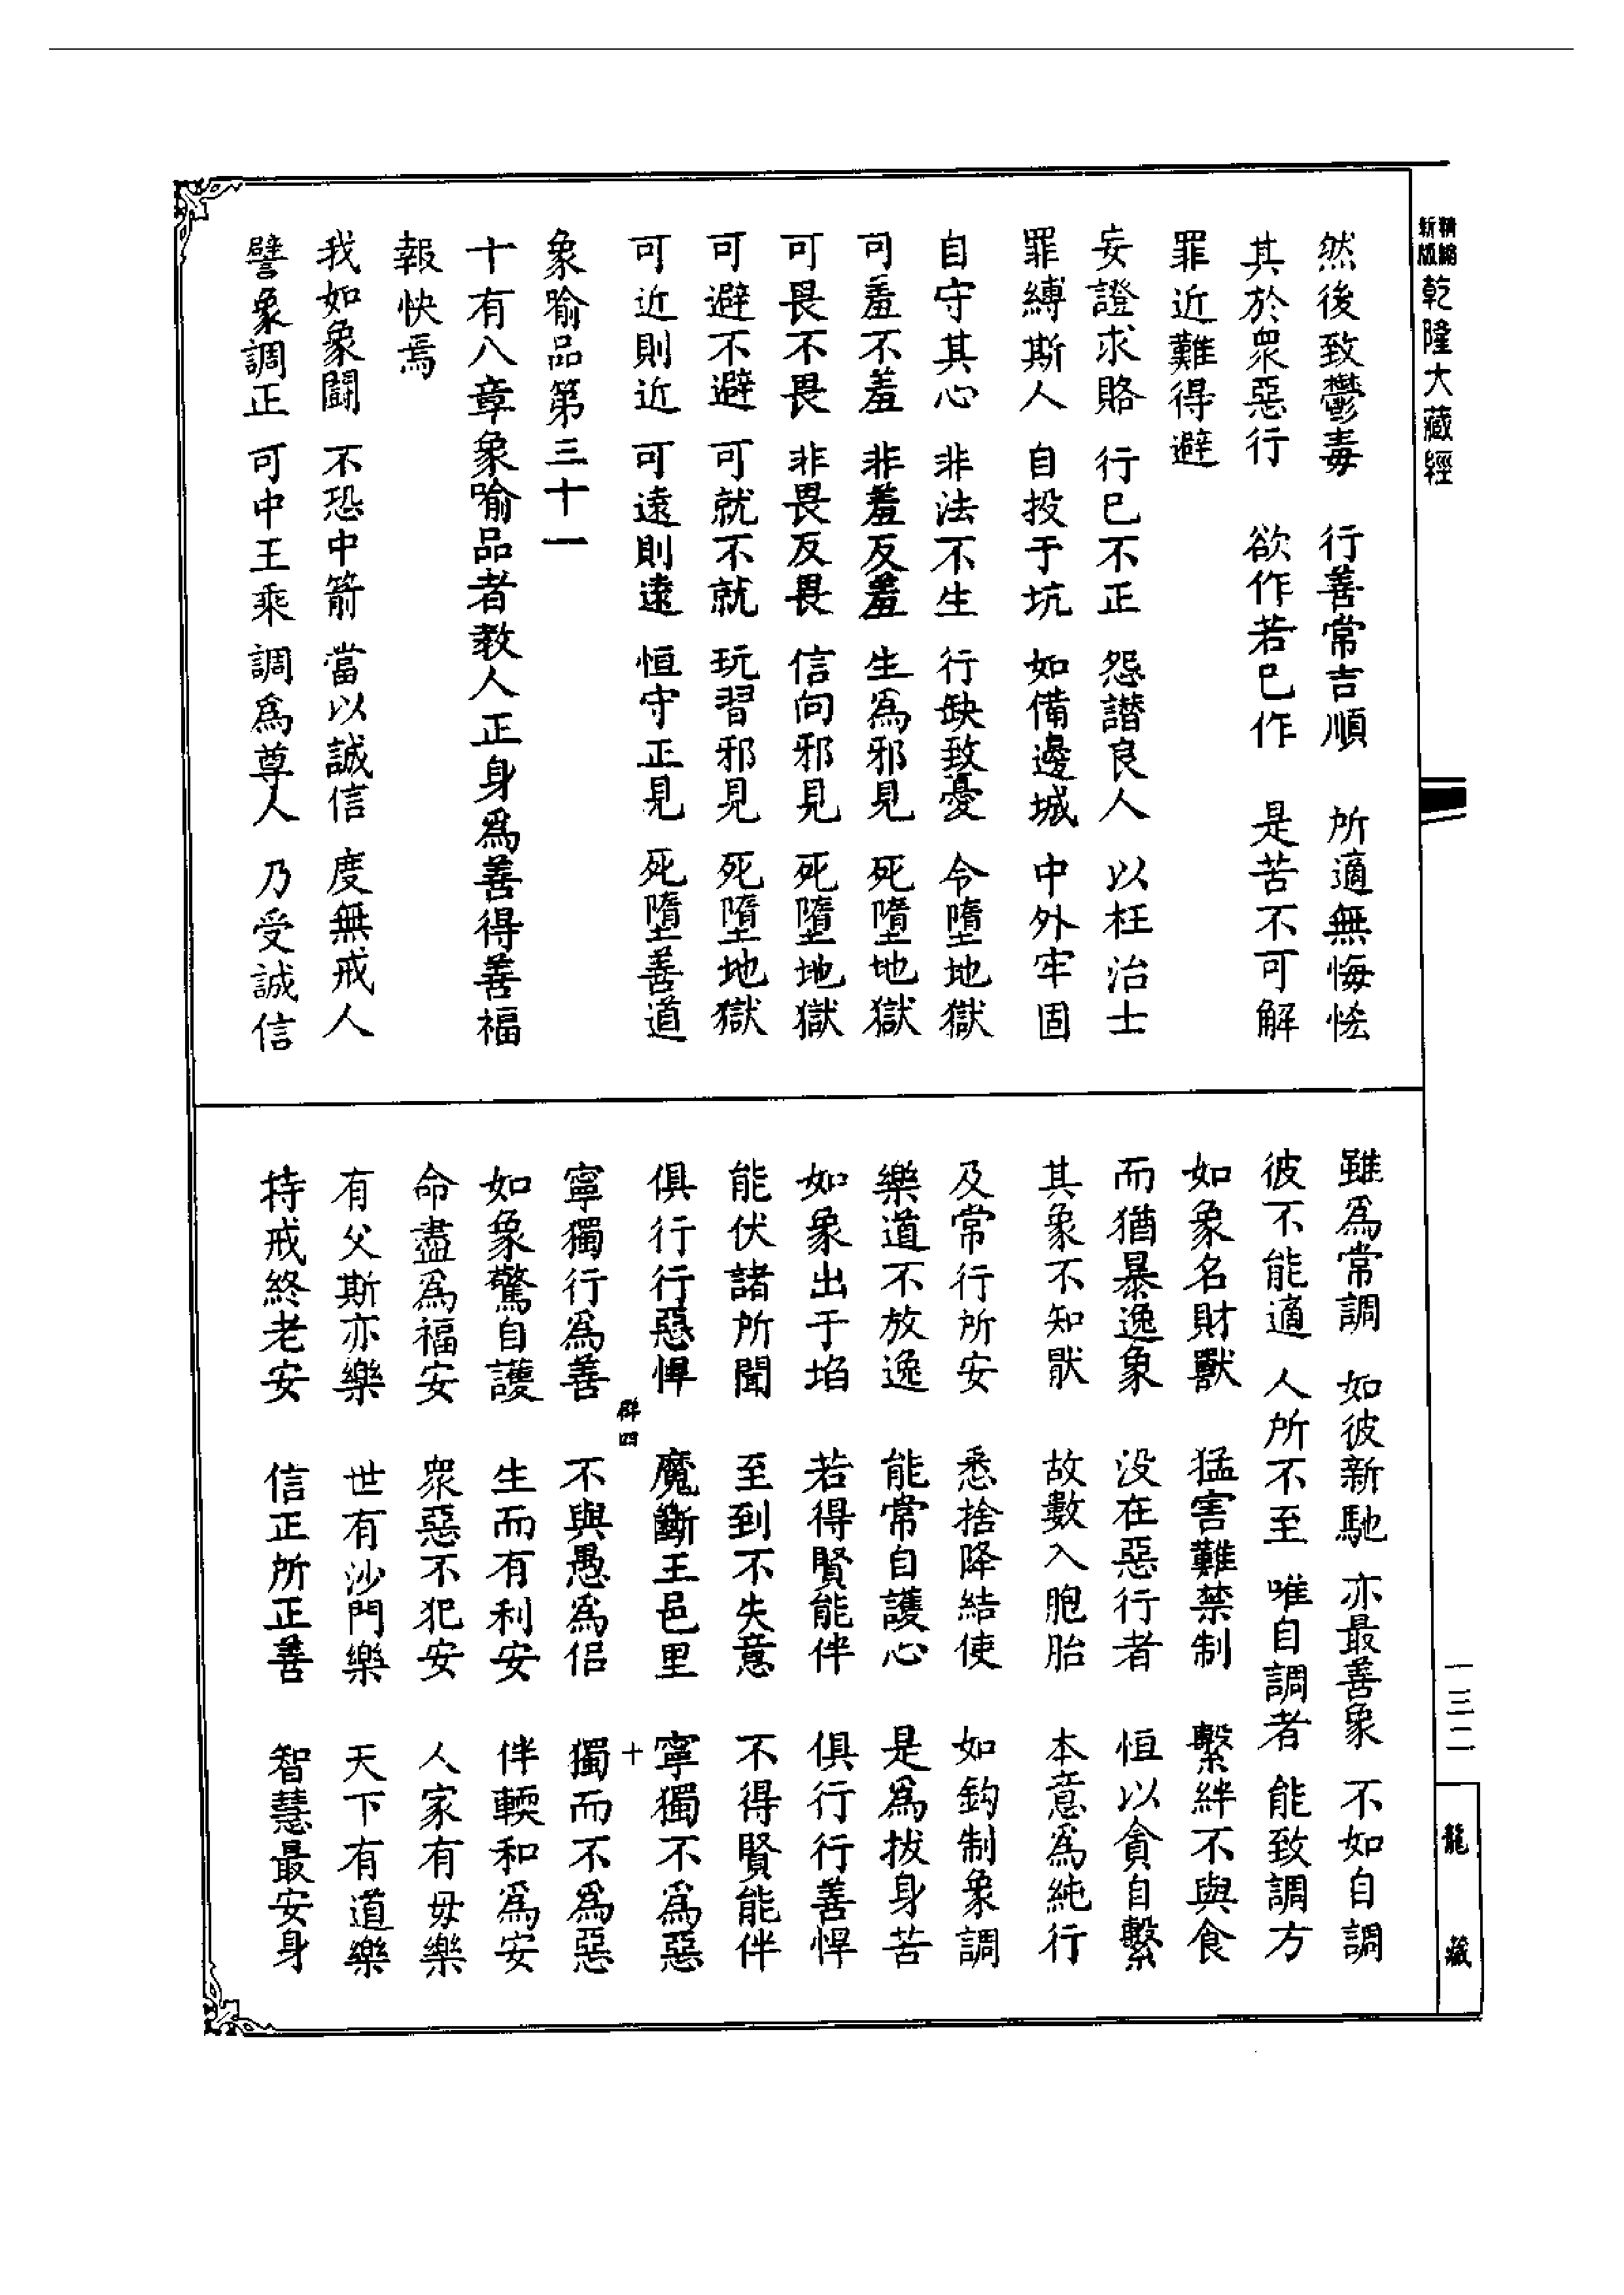 精縮
新版
乾隆大藏經
然後致鬱毒 行善常吉順 所適無悔恡
其於衆惡行 欲作若巳作 是苦不可解
罪近難得避
妄證求賂 行巳不正 怨譖良人 以枉治士
罪縛斯人 自投于坑 如備邊城 中外牢固
自守其心 非法不生 行缺致憂 令墮地獄
可羞不羞 非羞反羞 生爲邪見 死墮地獄
可畏不畏 非畏反畏 信向邪見 死墮地獄
可避不避 可就不就 玩習邪見 死墮地獄
可近則近 可遠則遠 恒守正見 死墮善道
象喻品第三十一
十有八章象喻品者教人正身爲善得善福
報快焉
我如象鬪 不恐中箭 當以誠信 度無戒人
譬象調正 可中王乘 調爲尊人 乃受誠信
雖爲常調 如彼新馳 亦最善象 不如自調
彼不能適 人所不至 唯自調者 能致調方
如象名財獸 猛害難禁制 繫絆不與食
而猶暴逸象 没在惡行者 恒以貪自繫
其象不知猒 故數入胞胎 本意爲純行
及常行所安 悉捨降結使 如鈎制象調
樂道不放逸 能常自護心 是爲拔身苦
如象出于埳 若得賢能伴 俱行行善悍
能伏諸所聞 至到不失意 不得賢能伴
俱行行惡悍 魔斷王邑里 寧獨不爲惡
群四 十
寧獨行爲善 不與愚爲侣 獨而不爲惡
如象驚自護 生而有利安 伴輭和爲安
命盡爲福安 衆惡不犯安 人家有毋樂
有父斯亦樂 世有沙門樂 天下有道樂
持戒終老安 信正所正善 智慧最安身
一三二
龍藏